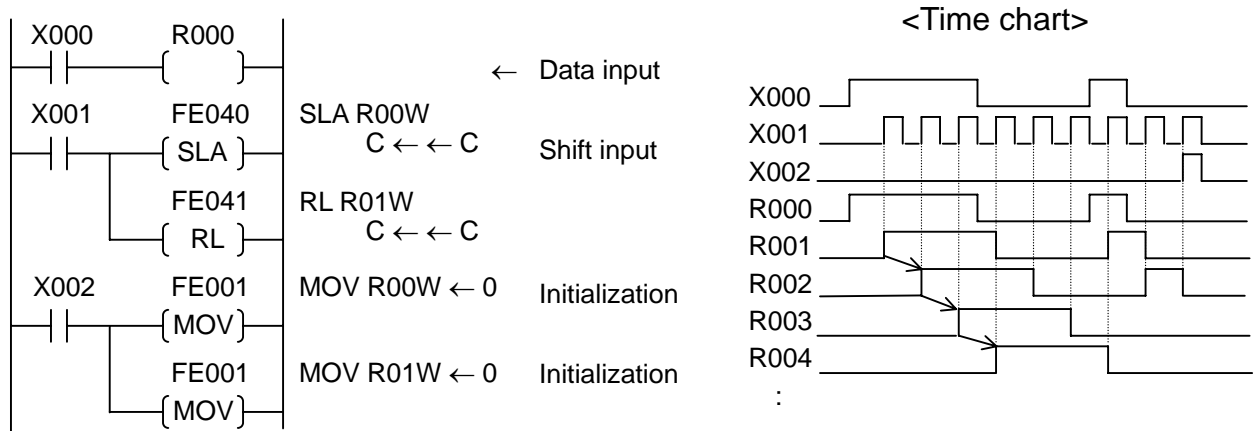 X000 R000
← Data input
X001 FE040 SLA R00W
SLA C ← ← C Shift input
FE041 RL R01W
RL C ← ← C
X002 FE001 MOV R00W ← 0 Initialization
MOV
FE001 MOV R01W ← 0 Initialization
MOV
<Time chart>
X000
X001
X002
R000
R001
R002
R003
R004
: